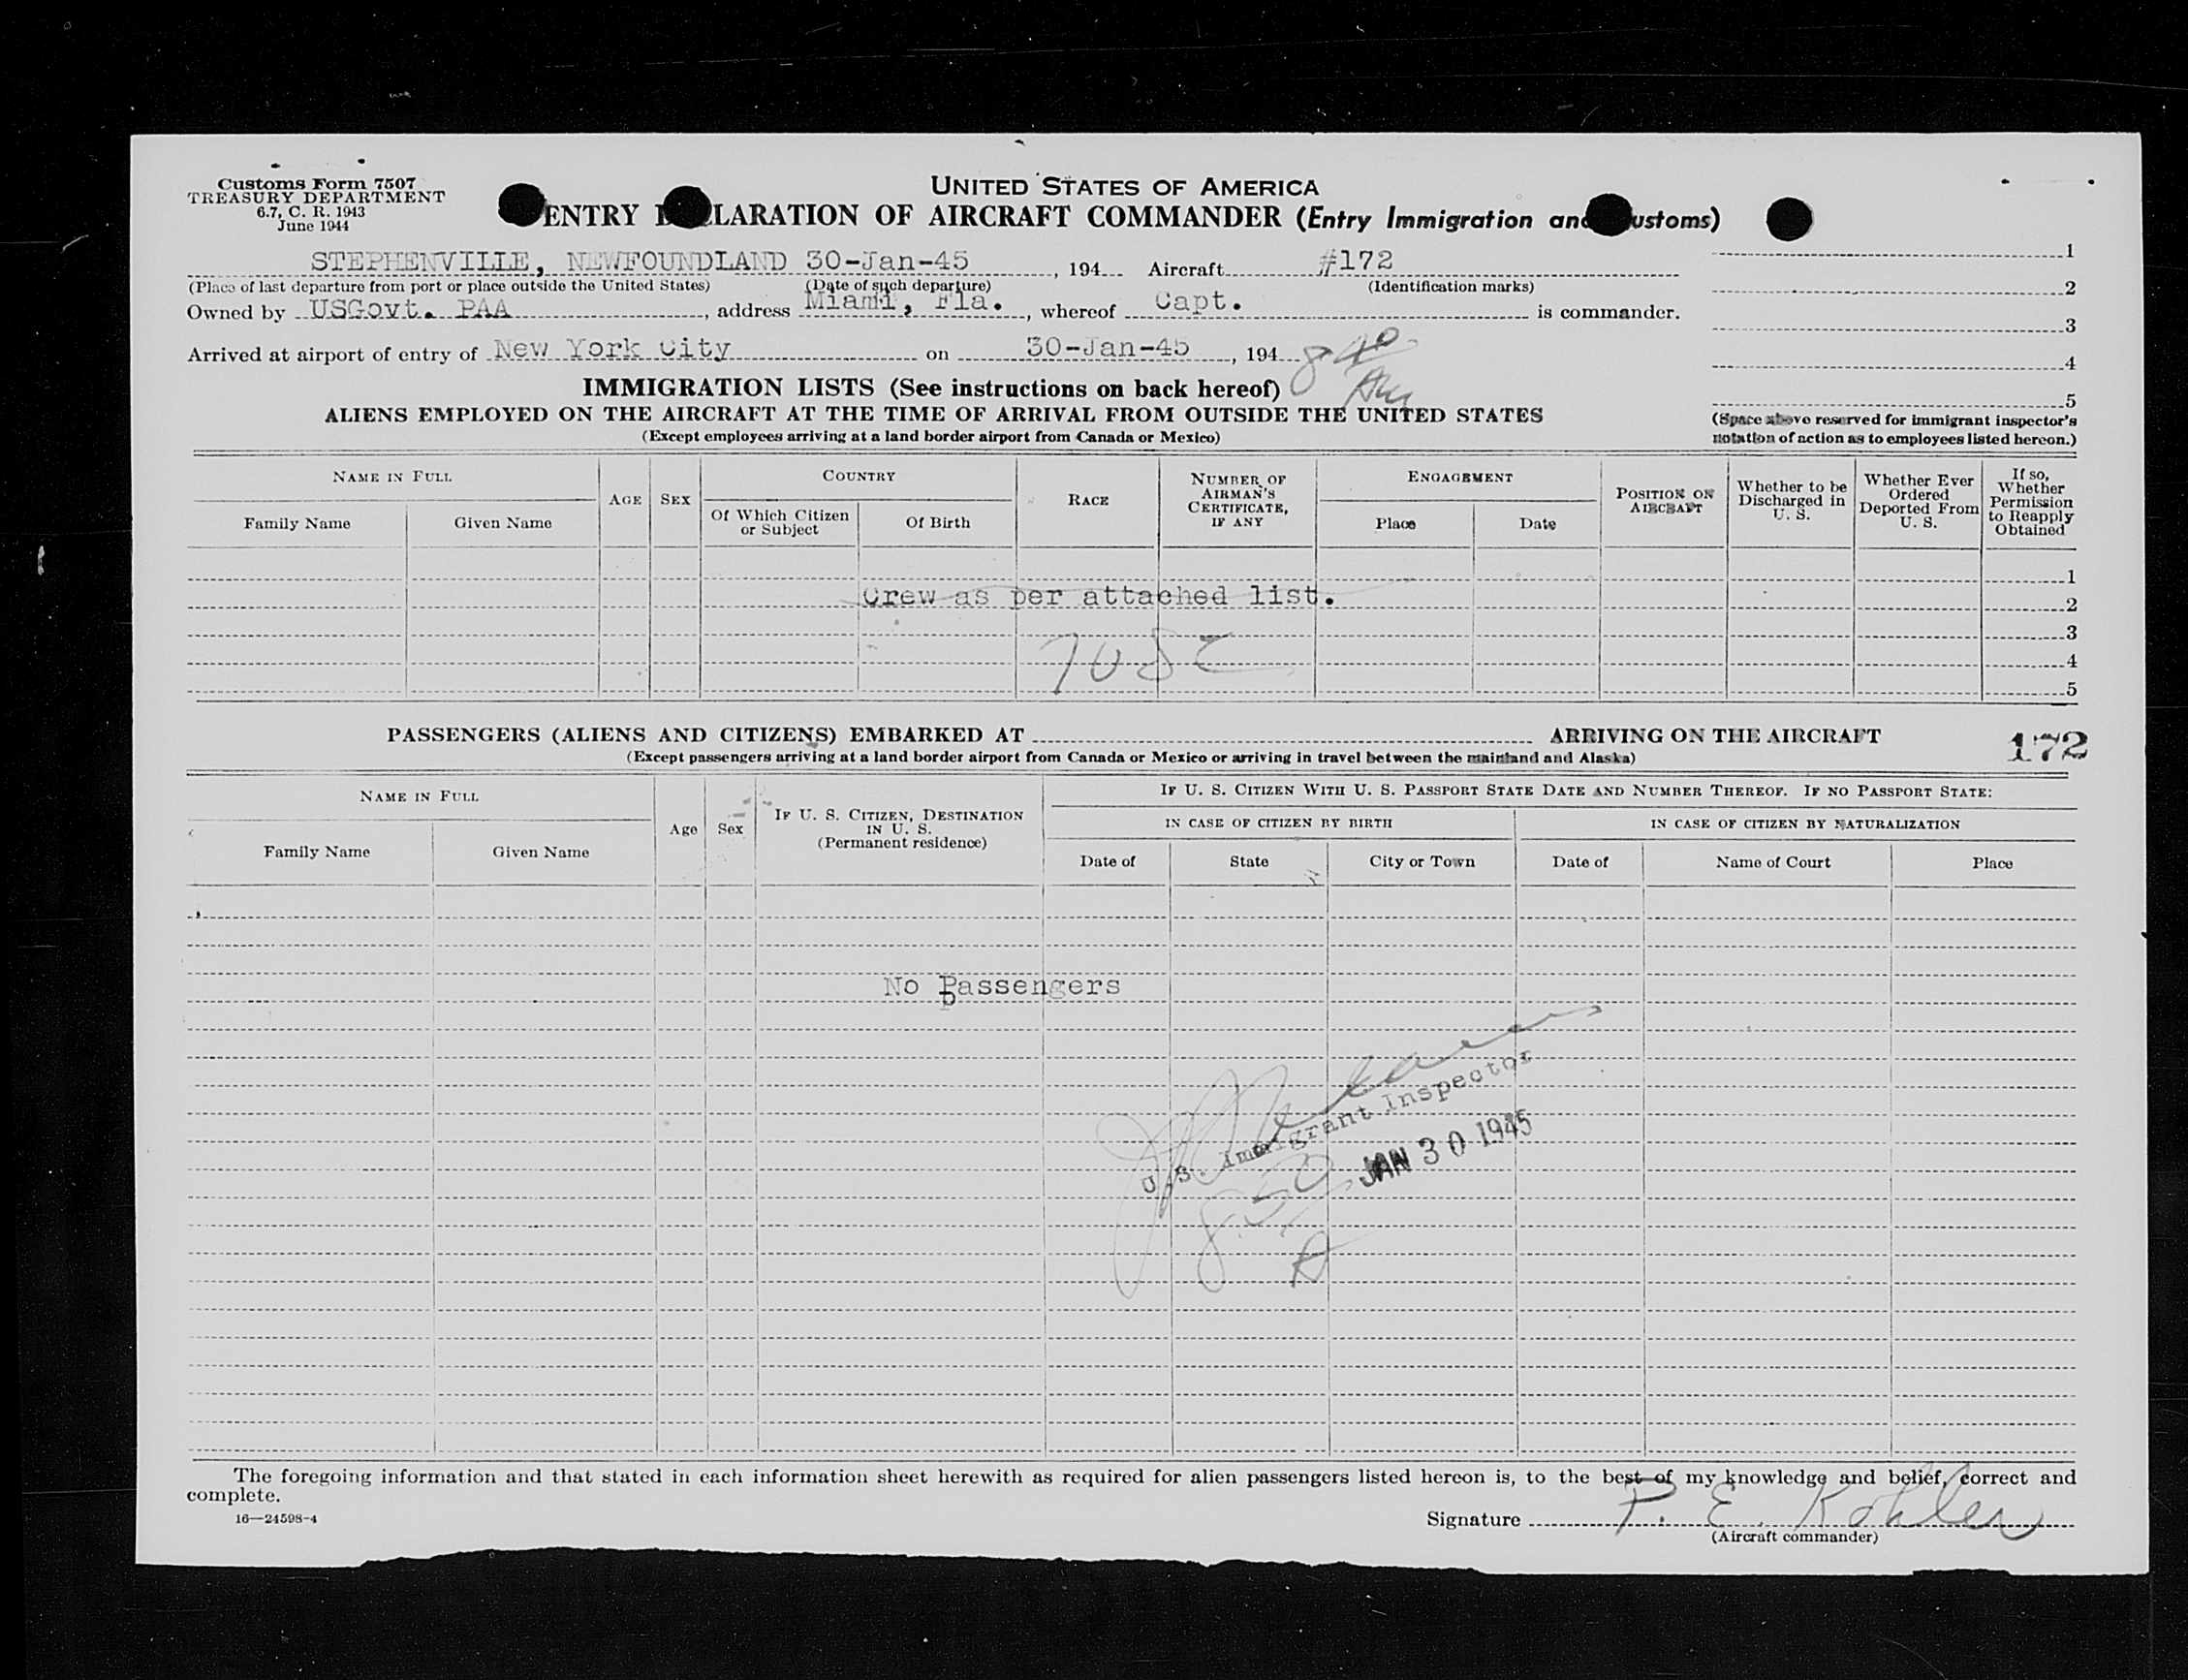 Customs Form 7507
TREASURY DEPARTMENT
6.7, C. R. 1943
June 1944
UNITED STATES OF AMERICA
ENTRY LARATION OF AIRCRAFT COMMANDER (Entry Immigration and ustoms)
STEPHENVILLE, NEWFOUNDLAND 30-Jan-45, 194 Aircraft #172
(Place of last departure from port or place outside the United States) (Date of such departure) (Identification marks)
Owned by USGovt. PAA, address Miami, Fla., whereof Capt. is commander.
Arrived at airport of entry of New York City on 30-Jan-45, 194 8 40 AM
1
2
3
4
5
(Space above reserved for immigrant inspector's
notation of action as to employees listed hereon.)
IMMIGRATION LISTS (See instructions on back hereof)
ALIENS EMPLOYED ON THE AIRCRAFT AT THE TIME OF ARRIVAL FROM OUTSIDE THE UNITED STATES
(Except employees arriving at a land border airport from Canada or Mexico)
NAME IN FULL
Family Name
Given Name
AGE
SEX
COUNTRY
Of Which Citizen
or Subject
Of Birth
RACE
NUMBER OF
AIRMAN'S
CERTIFICATE,
IF ANY
ENGAGEMENT
Place
Date
POSITION ON
AIRCRAFT
Whether to be
Discharged in
U. S.
Whether Ever
Ordered
Deported From
U. S.
If so,
Whether
Permission
to Reapply
Obtained
1
Crew as per attached list.
2
3
4
5
PASSENGERS (ALIENS AND CITIZENS) EMBARKED AT ARRIVING ON THE AIRCRAFT 172
(Except passengers arriving at a land border airport from Canada or Mexico or arriving in travel between the mainland and Alaska)
NAME IN FULL
Family Name
Given Name
Age
Sex
IF U. S. CITIZEN, DESTINATION
IN U. S.
(Permanent residence)
IF U. S. CITIZEN WITH U. S. PASSPORT STATE DATE AND NUMBER THEREOF. IF NO PASSPORT STATE:
IN CASE OF CITIZEN BY BIRTH
IN CASE OF CITIZEN BY NATURALIZATION
Date of
State
City or Town
Date of
Name of Court
Place
No Passengers
U.S. Immigrant Inspector
JAN 30 1945
8.50
A
The foregoing information and that stated in each information sheet herewith as required for alien passengers listed hereon is, to the best of my knowledge and belief, correct and
complete.
16—24598-4
Signature P. E. Kohler
(Aircraft commander)